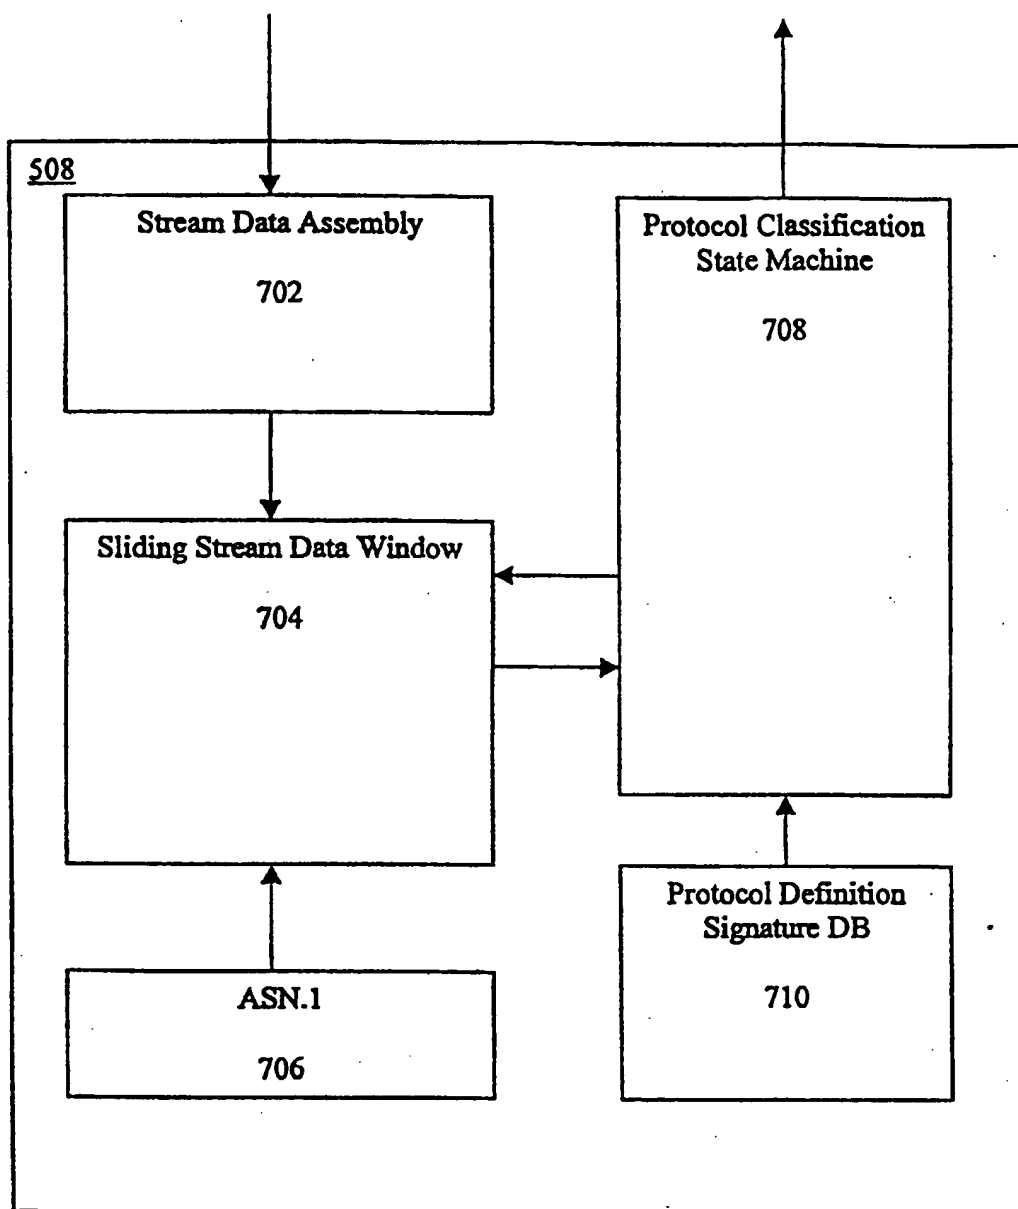 508
Stream Data Assembly
702
Protocol Classification
State Machine
708
Sliding Stream Data Window
704
Protocol Definition
Signature DB
710
ASN.1
706